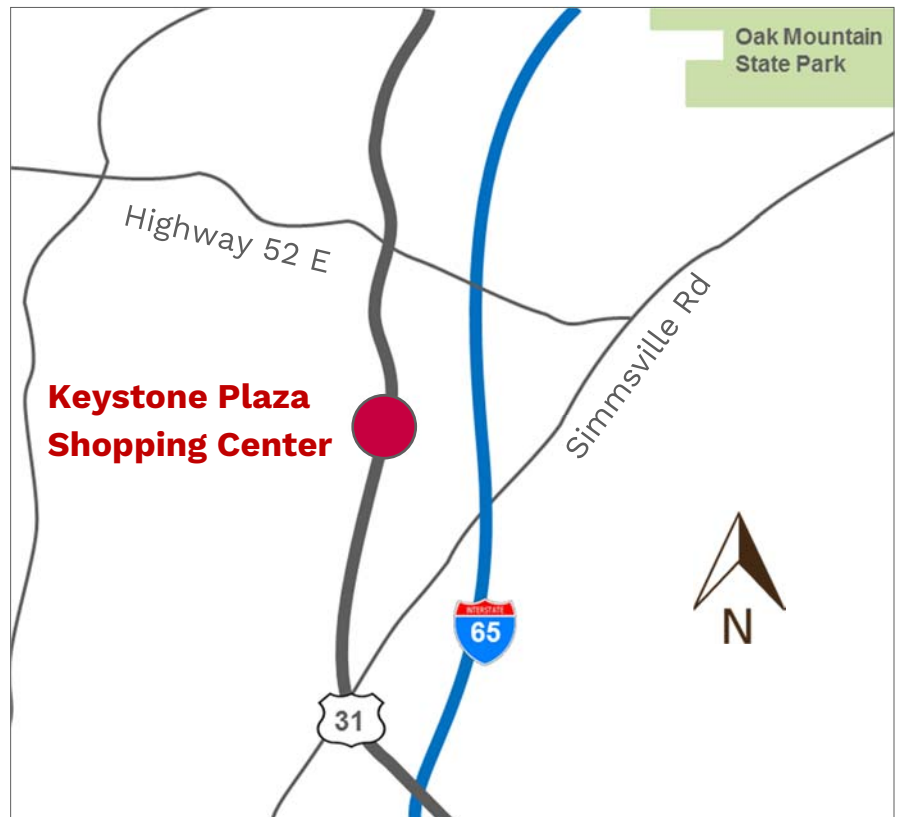 Oak Mountain
State Park
Highway 52 E
Simmsville Rd
Keystone Plaza
Shopping Center
N
INTERSTATE
65
31